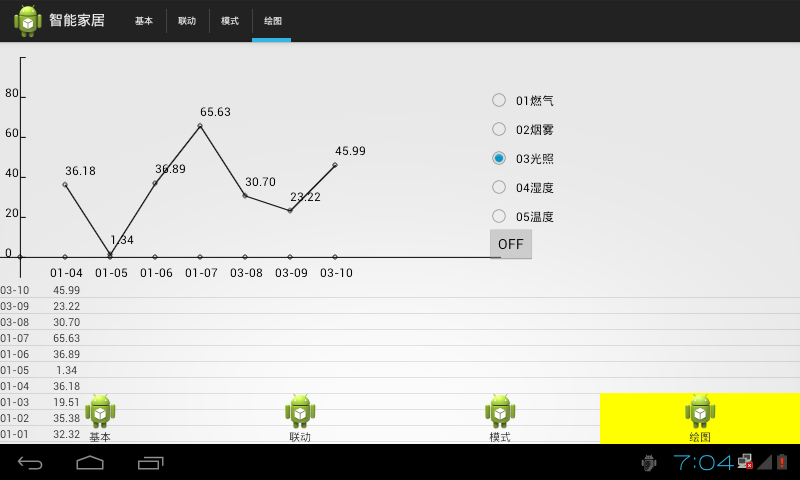 智能家居 基本 联动 模式 绘图
80
60
40
20
0
65.63
45.99
36.18
36.89
30.70
23.22
1.34
01-04 01-05 01-06 01-07 03-08 03-09 03-10
01燃气
02烟雾
03光照
04湿度
05温度
OFF
03-10 45.99
03-09 23.22
03-08 30.70
01-07 65.63
01-06 36.89
01-05 1.34
01-04 36.18
01-03 19.51
01-02 35.38
01-01 32.32
基本 联动 模式 绘图
7:04